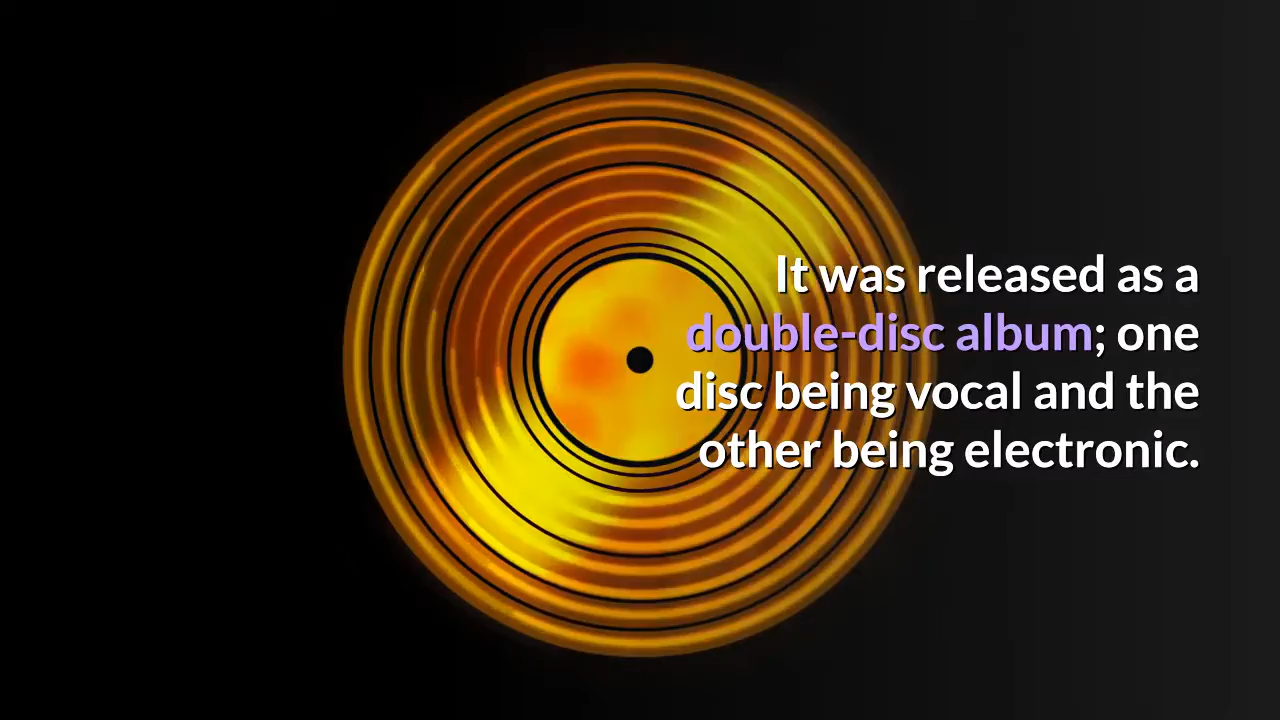 It was released as a
double-disc album; one
disc being vocal and the
other being electronic.